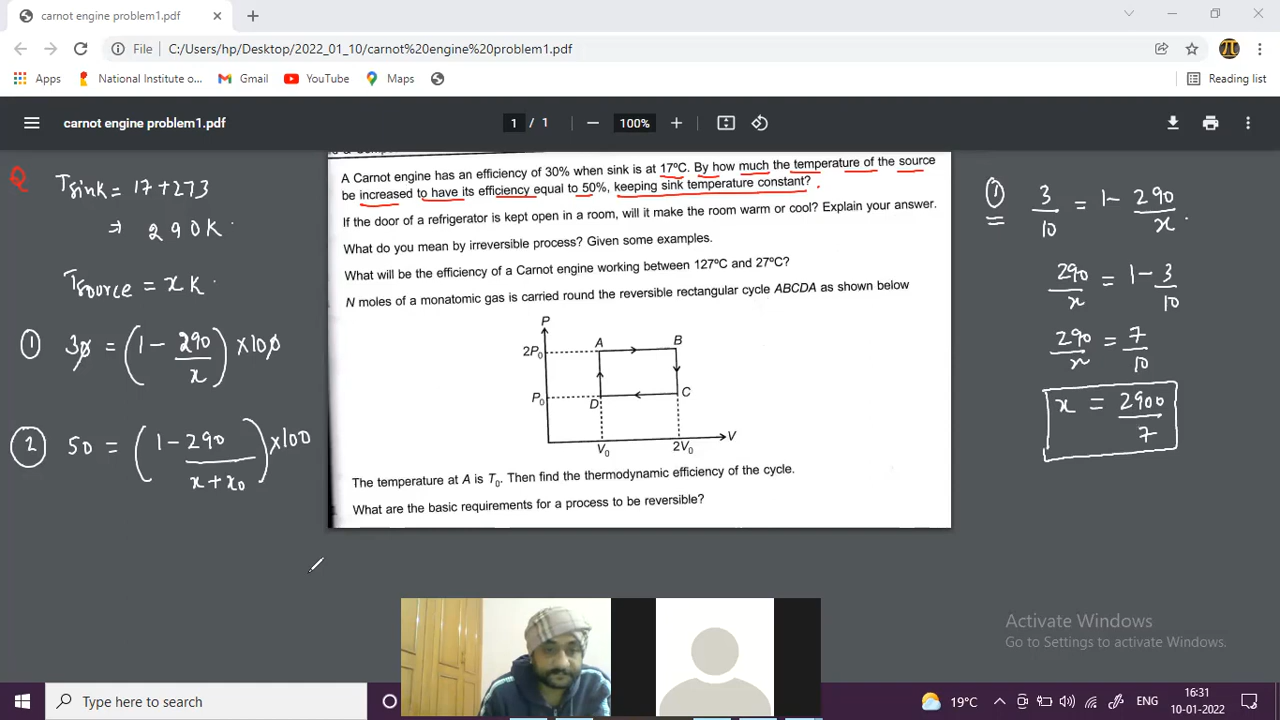 carnot engine problem1.pdf
File C:/Users/hp/Desktop/2022_01_10/carnot%20engine%20problem1.pdf
Apps National Institute o... Gmail YouTube Maps Reading list
carnot engine problem1.pdf 1 / 1 100%
Q
Tsink = 17+273
⇒ 290K.
Tsource = x K.
① 30 = (1 - 290/x) ×100
② 50 = (1 - 290/x+x₀) ×100
A Carnot engine has an efficiency of 30% when sink is at 17ºC. By how much the temperature of the source
be increased to have its efficiency equal to 50%, keeping sink temperature constant?
If the door of a refrigerator is kept open in a room, will it make the room warm or cool? Explain your answer.
What do you mean by irreversible process? Given some examples.
What will be the efficiency of a Carnot engine working between 127ºC and 27ºC?
N moles of a monatomic gas is carried round the reversible rectangular cycle ABCDA as shown below
P
2P₀ A B
P₀ D C
V₀ 2V₀ V
The temperature at A is T₀. Then find the thermodynamic efficiency of the cycle.
What are the basic requirements for a process to be reversible?
① 3/10 = 1 - 290/x.
290/x = 1 - 3/10
290/x = 7/10
x = 2900/7
Activate Windows
Go to Settings to activate Windows.
Type here to search
19°C ENG 16:31
10-01-2022